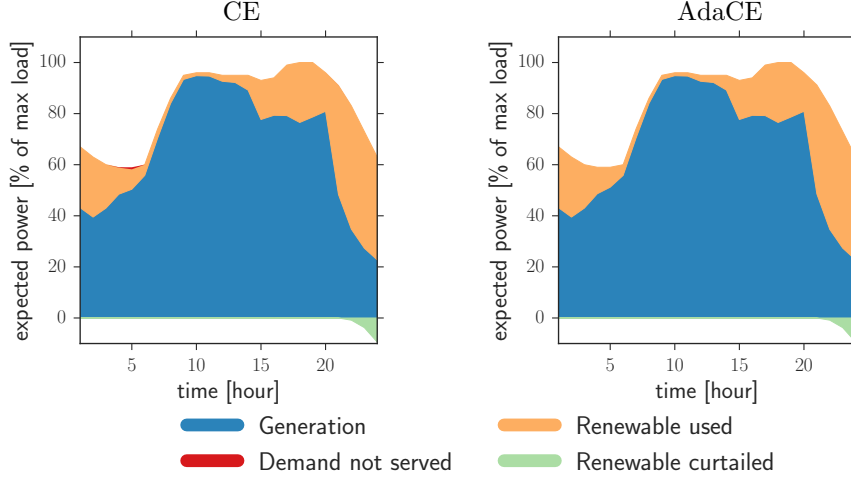 CE
AdaCE
expected power [% of max load]
100
80
60
40
20
0
5
10
15
20
time [hour]
expected power [% of max load]
100
80
60
40
20
0
5
10
15
20
time [hour]
Generation
Renewable used
Demand not served
Renewable curtailed